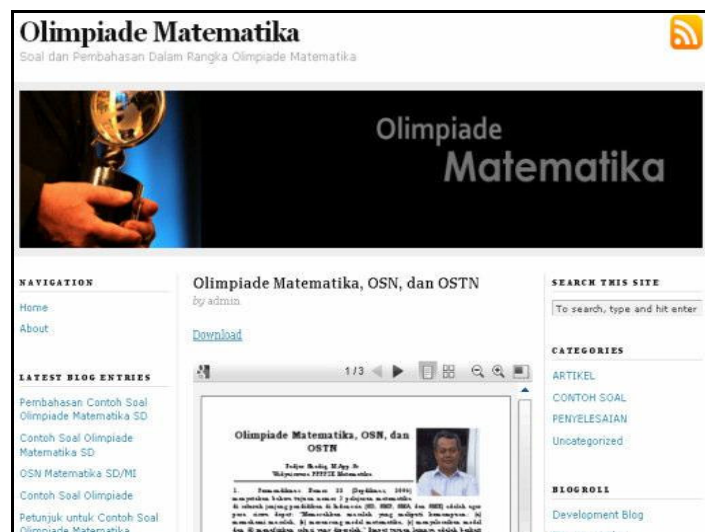 Olimpiade Matematika
Soal dan Pembahasan Dalam Rangka Olimpiade Matematika
Olimpiade
Matematika
NAVIGATION
Home
About
LATEST BLOG ENTRIES
Pembahasan Contoh Soal
Olimpiade Matematika SD
Contoh Soal Olimpiade
Matematika SD
OSN Matematika SD/MI
Contoh Soal Olimpiade
Petunjuk untuk Contoh Soal
Olimpiade Matematika
Olimpiade Matematika, OSN, dan OSTN
by admin
Download
1/3
Olimpiade Matematika, OSN, dan
OSTN
SEARCH THIS SITE
To search, type and hit enter
CATEGORIES
ARTIKEL
CONTOH SOAL
PENYELESAIAN
Uncategorized
BLOGROLL
Development Blog